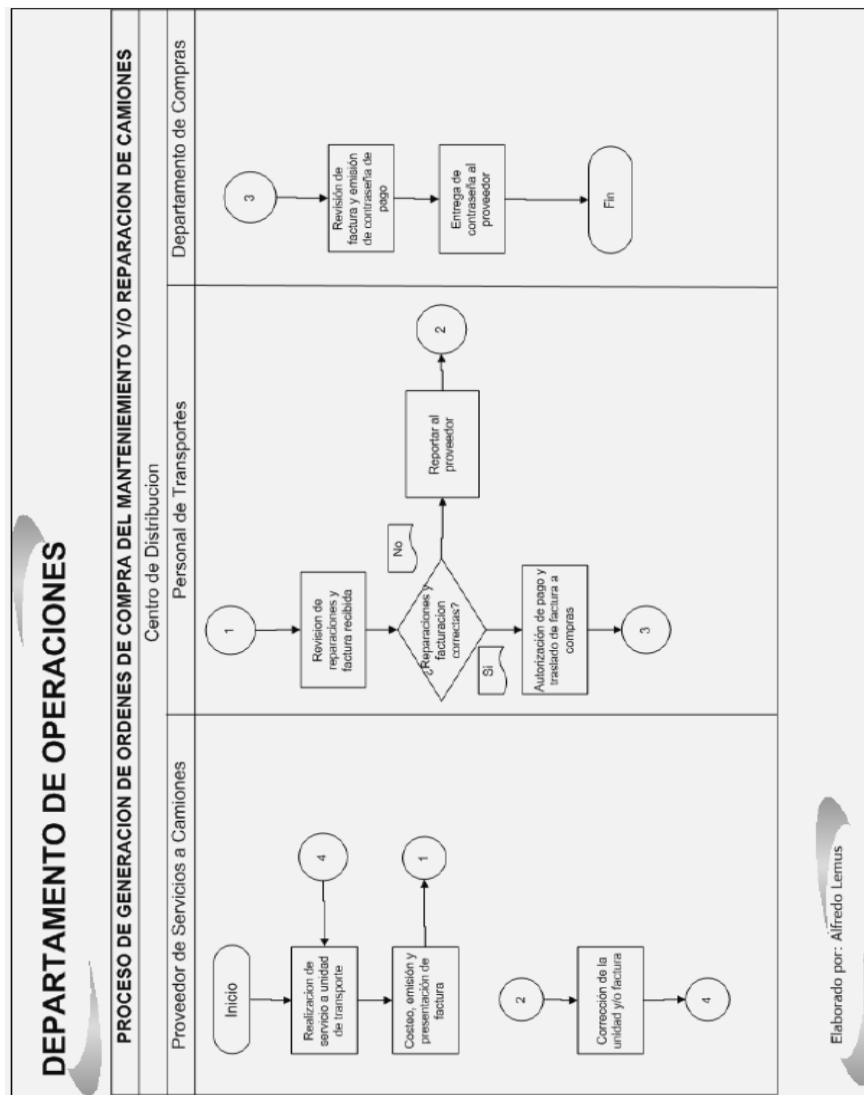 DEPARTAMENTO DE OPERACIONES
PROCESO DE GENERACION DE ORDENES DE COMPRA DEL MANTENIEMIENTO Y/O REPARACION DE CAMIONES
Centro de Distribucion
Proveedor de Servicios a Camiones
Personal de Transportes
Departamento de Compras
Inicio
Realizacion de
servicio a unidad
de transporte
4
Costeo, emisión y
presentación de
factura
1
2
Corrección de la
unidad y/o factura
4
1
Revision de
reparaciones y
factura recibida
¿Reparaciones y
facturacion
correctas?
No
Reportar al
proveedor
2
Si
Autorización de pago y
traslado de factura a
compras
3
3
Revisión de
factura y emisión
de contraseña de
pago
Entrega de
contraseña al
proveedor
Fin
Elaborado por: Alfredo Lemus